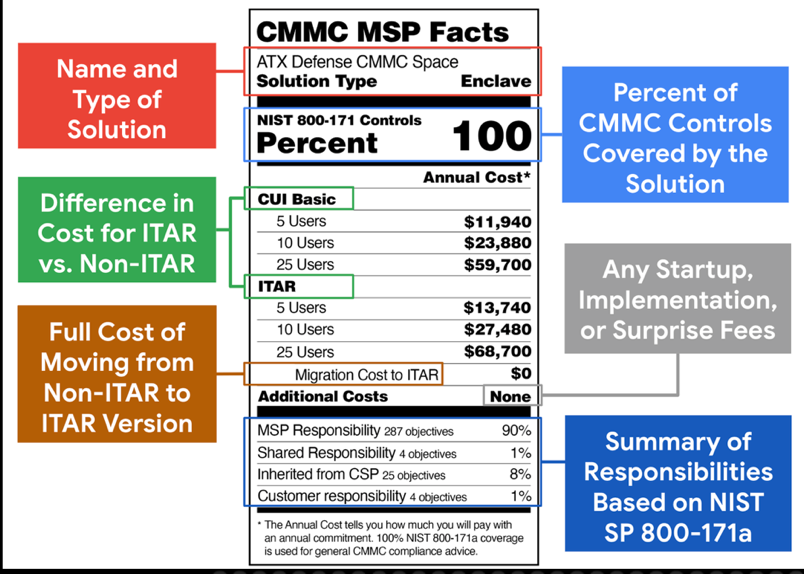 CMMC MSP Facts
ATX Defense CMMC Space
Solution Type Enclave
NIST 800-171 Controls
Percent 100
Annual Cost*
CUI Basic
5 Users $11,940
10 Users $23,880
25 Users $59,700
ITAR
5 Users $13,740
10 Users $27,480
25 Users $68,700
Migration Cost to ITAR $0
Additional Costs None
MSP Responsibility 287 objectives 90%
Shared Responsibility 4 objectives 1%
Inherited from CSP 25 objectives 8%
Customer responsibility 4 objectives 1%
* The Annual Cost tells you how much you will pay with
an annual commitment. 100% NIST 800-171a coverage
is used for general CMMC compliance advice.
Name and
Type of
Solution
Difference in
Cost for ITAR
vs. Non-ITAR
Full Cost of
Moving from
Non-ITAR to
ITAR Version
Percent of
CMMC Controls
Covered by the
Solution
Any Startup,
Implementation,
or Surprise Fees
Summary of
Responsibilities
Based on NIST
SP 800-171a